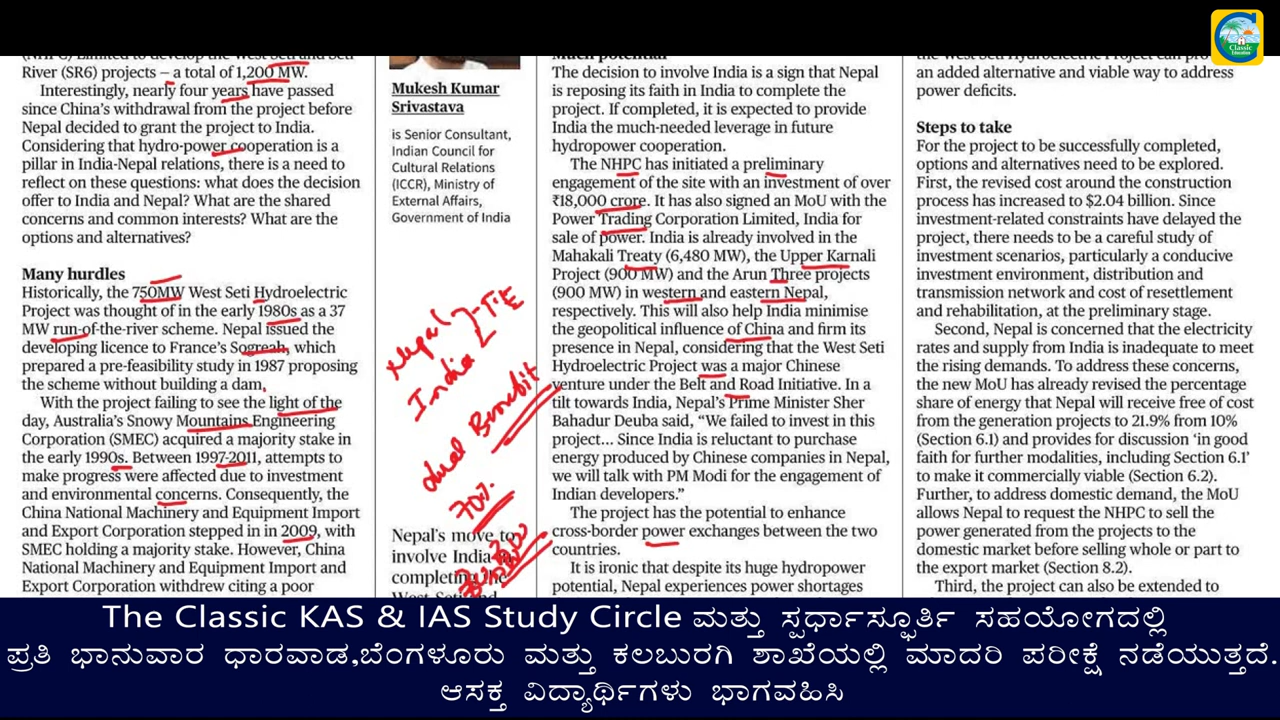 Classic
Education
(NHPC) Limited to develop the West Seti and Seti
River (SR6) projects — a total of 1,200 MW.
Interestingly, nearly four years have passed
since China’s withdrawal from the project before
Nepal decided to grant the project to India.
Considering that hydro-power cooperation is a
pillar in India-Nepal relations, there is a need to
reflect on these questions: what does the decision
offer to India and Nepal? What are the shared
concerns and common interests? What are the
options and alternatives?
Many hurdles
Historically, the 750MW West Seti Hydroelectric
Project was thought of in the early 1980s as a 37
MW run-of-the-river scheme. Nepal issued the
developing licence to France’s Sogreah, which
prepared a pre-feasibility study in 1987 proposing
the scheme without building a dam.
With the project failing to see the light of the
day, Australia’s Snowy Mountains Engineering
Corporation (SMEC) acquired a majority stake in
the early 1990s. Between 1997-2011, attempts to
make progress were affected due to investment
and environmental concerns. Consequently, the
China National Machinery and Equipment Import
and Export Corporation stepped in in 2009, with
SMEC holding a majority stake. However, China
National Machinery and Equipment Import and
Export Corporation withdrew citing a poor
Mukesh Kumar
Srivastava
is Senior Consultant,
Indian Council for
Cultural Relations
(ICCR), Ministry of
External Affairs,
Government of India
Nepal
India
dual Benefit
70%
Nepal’s move to
involve India in
completing the
West Seti and
Much potential
The decision to involve India is a sign that Nepal
is reposing its faith in India to complete the
project. If completed, it is expected to provide
India the much-needed leverage in future
hydropower cooperation.
The NHPC has initiated a preliminary
engagement of the site with an investment of over
₹18,000 crore. It has also signed an MoU with the
Power Trading Corporation Limited, India for
sale of power. India is already involved in the
Mahakali Treaty (6,480 MW), the Upper Karnali
Project (900 MW) and the Arun Three projects
(900 MW) in western and eastern Nepal,
respectively. This will also help India minimise
the geopolitical influence of China and firm its
presence in Nepal, considering that the West Seti
Hydroelectric Project was a major Chinese
venture under the Belt and Road Initiative. In a
tilt towards India, Nepal’s Prime Minister Sher
Bahadur Deuba said, “We failed to invest in this
project... Since India is reluctant to purchase
energy produced by Chinese companies in Nepal,
we will talk with PM Modi for the engagement of
Indian developers.”
The project has the potential to enhance
cross-border power exchanges between the two
countries.
It is ironic that despite its huge hydropower
potential, Nepal experiences power shortages
the West Seti Hydroelectric Project can
an added alternative and viable way to address
power deficits.
Steps to take
For the project to be successfully completed,
options and alternatives need to be explored.
First, the revised cost around the construction
process has increased to $2.04 billion. Since
investment-related constraints have delayed the
project, there needs to be a careful study of
investment scenarios, particularly a conducive
investment environment, distribution and
transmission network and cost of resettlement
and rehabilitation, at the preliminary stage.
Second, Nepal is concerned that the electricity
rates and supply from India is inadequate to meet
the rising demands. To address these concerns,
the new MoU has already revised the percentage
share of energy that Nepal will receive free of cost
from the generation projects to 21.9% from 10%
(Section 6.1) and provides for discussion ‘in good
faith for further modalities, including Section 6.1’
to make it commercially viable (Section 6.2).
Further, to address domestic demand, the MoU
allows Nepal to request the NHPC to sell the
power generated from the projects to the
domestic market before selling whole or part to
the export market (Section 8.2).
Third, the project can also be extended to
The Classic KAS & IAS Study Circle ಮತ್ತು ಸ್ಪರ್ಧಾಸ್ಫೂರ್ತಿ ಸಹಯೋಗದಲ್ಲಿ
ಪ್ರತಿ ಭಾನುವಾರ ಧಾರವಾಡ,ಬೆಂಗಳೂರು ಮತ್ತು ಕಲಬುರಗಿ ಶಾಖೆಯಲ್ಲಿ ಮಾದರಿ ಪರೀಕ್ಷೆ ನಡೆಯುತ್ತದೆ.
ಆಸಕ್ತ ವಿದ್ಯಾರ್ಥಿಗಳು ಭಾಗವಹಿಸಿ